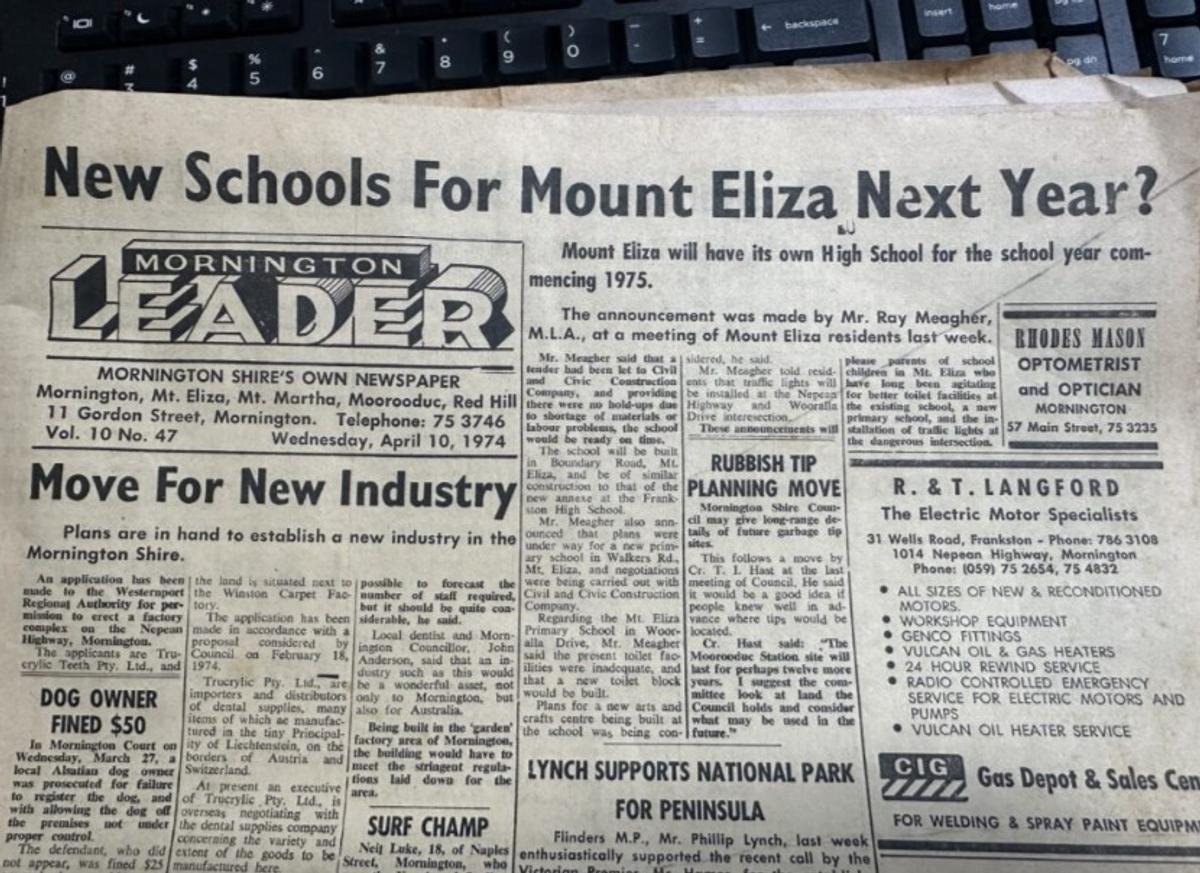 backspace
insert
home
pg dn
@
#
3
$
4
%
5
^
6
&
7
*
8
(
9
)
0
-
+
=
7
home
pg dn
New Schools For Mount Eliza Next Year?
MORNINGTON
LEADER
MORNINGTON SHIRE'S OWN NEWSPAPER
Mornington, Mt. Eliza, Mt. Martha, Moorooduc, Red Hill
11 Gordon Street, Mornington. Telephone: 75 3746
Vol. 10 No. 47 Wednesday, April 10, 1974
Mount Eliza will have its own High School for the school year com-
mencing 1975.
The announcement was made by Mr. Ray Meagher,
M.L.A., at a meeting of Mount Eliza residents last week.
Mr. Meagher said that a
tender had been let to Civil
and Civic Construction
Company, and providing
there were no hold-ups due
to shortage of materials or
labour problems, the school
would be ready on time.
The school will be built
in Boundary Road, Mt.
Eliza, and be of similar
construction to that of the
new annexe at the Frank-
ston High School.
Mr. Meagher also ann-
ounced that plans were
under way for a new prim-
ary school in Walkers Rd.,
Mt. Eliza, and negotiations
were being carried out with
Civil and Civic Construction
Company.
Regarding the Mt. Eliza
Primary School in Woor-
alla Drive, Mr. Meagher
said the present toilet fac-
ilities were inadequate, and
that a new toilet block
would be built.
Plans for a new arts and
crafts centre being built at
the school was being con-
sidered, he said.
Mr. Meagher told resid-
ents that traffic lights will
be installed at the Nepean
Highway and Wooralla
Drive interesection.
These announcements will
please parents of school
children in Mt. Eliza who
have long been agitating
for better toilet facilities at
the existing school, a new
primary school, and the in-
stallation of traffic lights at
the dangerous intersection.
RHODES MASON
OPTOMETRIST
and OPTICIAN
MORNINGTON
57 Main Street, 75 3235
Move For New Industry
Plans are in hand to establish a new industry in the
Mornington Shire.
An application has been
made to the Westernport
Regional Authority for per-
mission to erect a factory
complex on the Nepean
Highway, Mornington.
The applicants are Tru-
crylic Teeth Pty. Ltd., and
the land is situated next to
the Winston Carpet Fac-
tory.
The application has been
made in accordance with a
proposal considered by
Council on February 18,
1974.
Trucrylic Pty. Ltd., are
importers and distributors
of dental supplies, many
items of which ae manufac-
tured in the tiny Principal-
ity of Liechtenstein, on the
borders of Austria and
Switzerland.
At present an executive
of Trucrylic Pty. Ltd., is
overseas negotiating with
the dental supplies company
concerning the variety and
extent of the goods to be
manufactured here.
possible to forecast the
number of staff required,
but it should be quite con-
siderable, he said.
Local dentist and Morn-
ington Councillor, John
Anderson, said that an in-
dustry such as this would
be a wonderful asset, not
only to Mornington, but
also for Australia.
Being built in the 'garden'
factory area of Mornington,
the building would have to
meet the stringent regula-
tions laid down for the
area.
DOG OWNER
FINED $50
In Mornington Court on
Wednesday, March 27, a
local Alsatian dog owner
was prosecuted for failure
to register the dog, and
with allowing the dog off
the premises not under
proper control.
The defendant, who did
not appear, was fined $25
SURF CHAMP
Neil Luke, 18, of Naples
Street, Mornington, who
RUBBISH TIP
PLANNING MOVE
Mornington Shire Coun-
cil may give long-range de-
tails of future garbage tip
sites.
This follows a move by
Cr. T. I. Hast at the last
meeting of Council. He said
it would be a good idea if
people knew well in ad-
vance where tips would be
located.
Cr. Hast said: "The
Moorooduc Station site will
last for perhaps twelve more
years. I suggest the com-
mittee look at land the
Council holds and consider
what may be used in the
future."
LYNCH SUPPORTS NATIONAL PARK
FOR PENINSULA
Flinders M.P., Mr. Phillip Lynch, last week
enthusiastically supported the recent call by the
R. & T. LANGFORD
The Electric Motor Specialists
31 Wells Road, Frankston - Phone: 786 3108
1014 Nepean Highway, Mornington
Phone: (059) 75 2654, 75 4832
• ALL SIZES OF NEW & RECONDITIONED
MOTORS.
• WORKSHOP EQUIPMENT
• GENCO FITTINGS
• VULCAN OIL & GAS HEATERS
• 24 HOUR REWIND SERVICE
• RADIO CONTROLLED EMERGENCY
SERVICE FOR ELECTRIC MOTORS AND
PUMPS
• VULCAN OIL HEATER SERVICE
CIG Gas Depot & Sales Cen
FOR WELDING & SPRAY PAINT EQUIPM